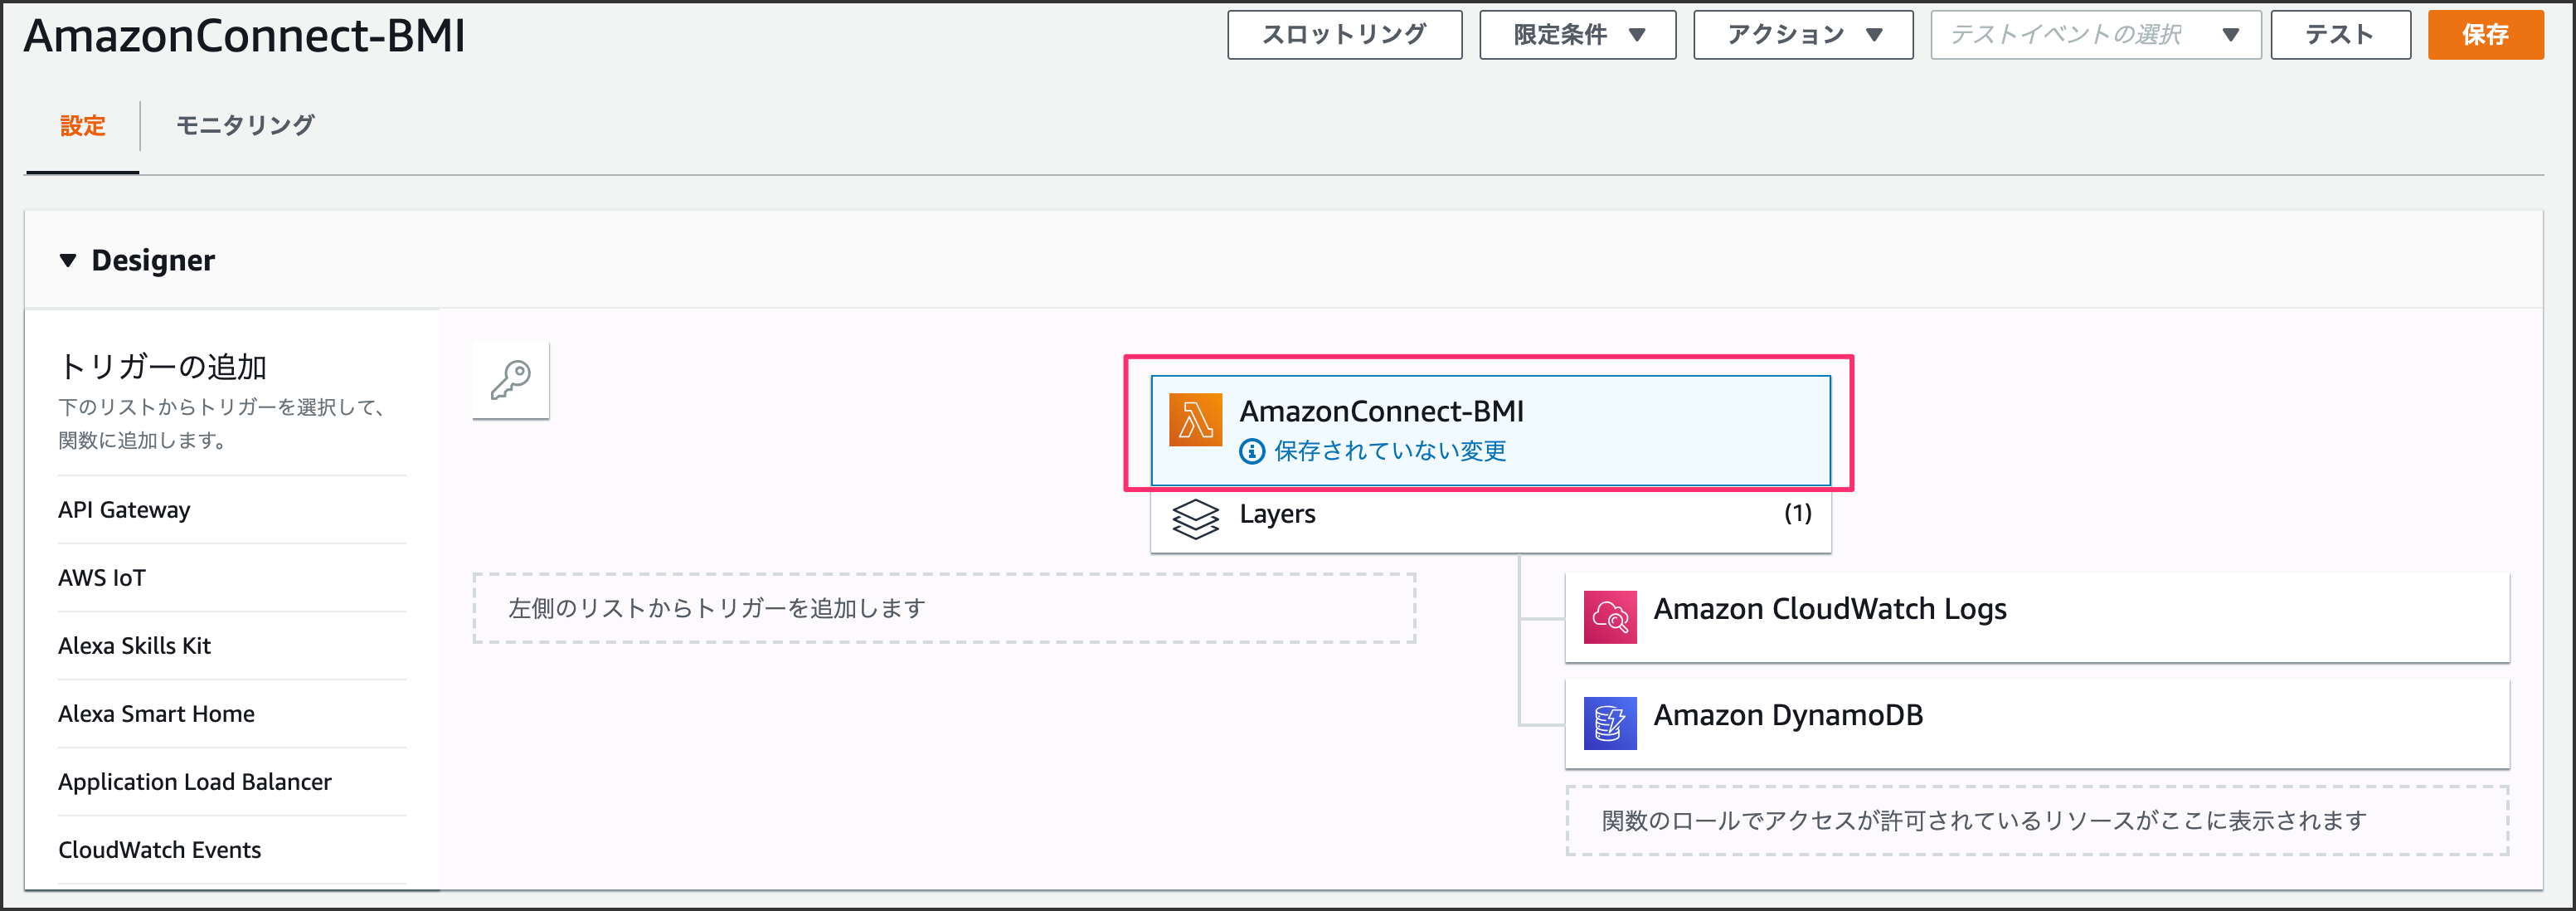 AmazonConnect-BMI
スロットリング
限定条件
アクション
テストイベントの選択
テスト
保存
設定
モニタリング
Designer
トリガーの追加
下のリストからトリガーを選択して、
関数に追加します。
API Gateway
AWS IoT
Alexa Skills Kit
Alexa Smart Home
Application Load Balancer
CloudWatch Events
AmazonConnect-BMI
保存されていない変更
Layers (1)
左側のリストからトリガーを追加します
Amazon CloudWatch Logs
Amazon DynamoDB
関数のロールでアクセスが許可されているリソースがここに表示されます